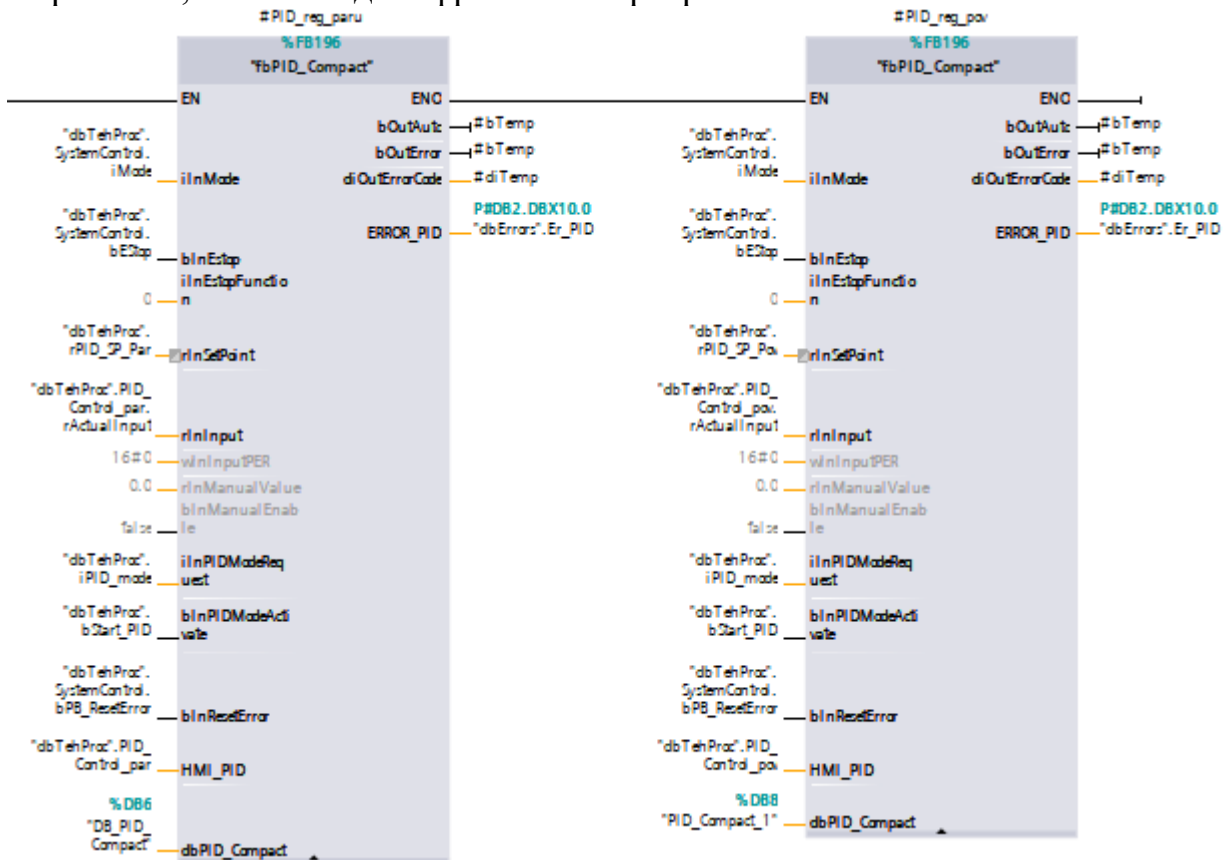 #PID_reg_paru
%FB196
"fbPID_Compact"
EN
ENO
bOutAuto
#bTemp
bOutError
#bTemp
"dbTehProc".
SystemControl.
iMode
iInMode
diOutErrorCode
#diTemp
P#DB2.DBX10.0
ERROR_PID
"dbErrors".Er_PID
"dbTehProc".
SystemControl.
bEStop
bInEstop
iInEstopFunctio
n
0
"dbTehProc".
rPID_SP_Par
rInSetPoint
"dbTehProc".PID_
Control_par.
rActualInput
rInInput
16#0
wInInputPER
0.0
rInManualValue
bInManualEnab
le
false
"dbTehProc".
iPID_mode
iInPIDModeReq
uest
"dbTehProc".
bStart_PID
bInPIDModeActi
vate
"dbTehProc".
SystemControl.
bPB_ResetError
bInResetError
"dbTehProc".PID_
Control_par
HMI_PID
%DB6
"DB_PID_
Compact"
dbPID_Compact
#PID_reg_pov
%FB196
"fbPID_Compact"
EN
ENO
bOutAuto
#bTemp
bOutError
#bTemp
"dbTehProc".
SystemControl.
iMode
iInMode
diOutErrorCode
#diTemp
P#DB2.DBX10.0
ERROR_PID
"dbErrors".Er_PID
"dbTehProc".
SystemControl.
bEStop
bInEstop
iInEstopFunctio
n
0
"dbTehProc".
rPID_SP_Pov
rInSetPoint
"dbTehProc".PID_
Control_pov.
rActualInput
rInInput
16#0
wInInputPER
0.0
rInManualValue
bInManualEnab
le
false
"dbTehProc".
iPID_mode
iInPIDModeReq
uest
"dbTehProc".
bStart_PID
bInPIDModeActi
vate
"dbTehProc".
SystemControl.
bPB_ResetError
bInResetError
"dbTehProc".PID_
Control_pov
HMI_PID
%DB8
"PID_Compact_1"
dbPID_Compact